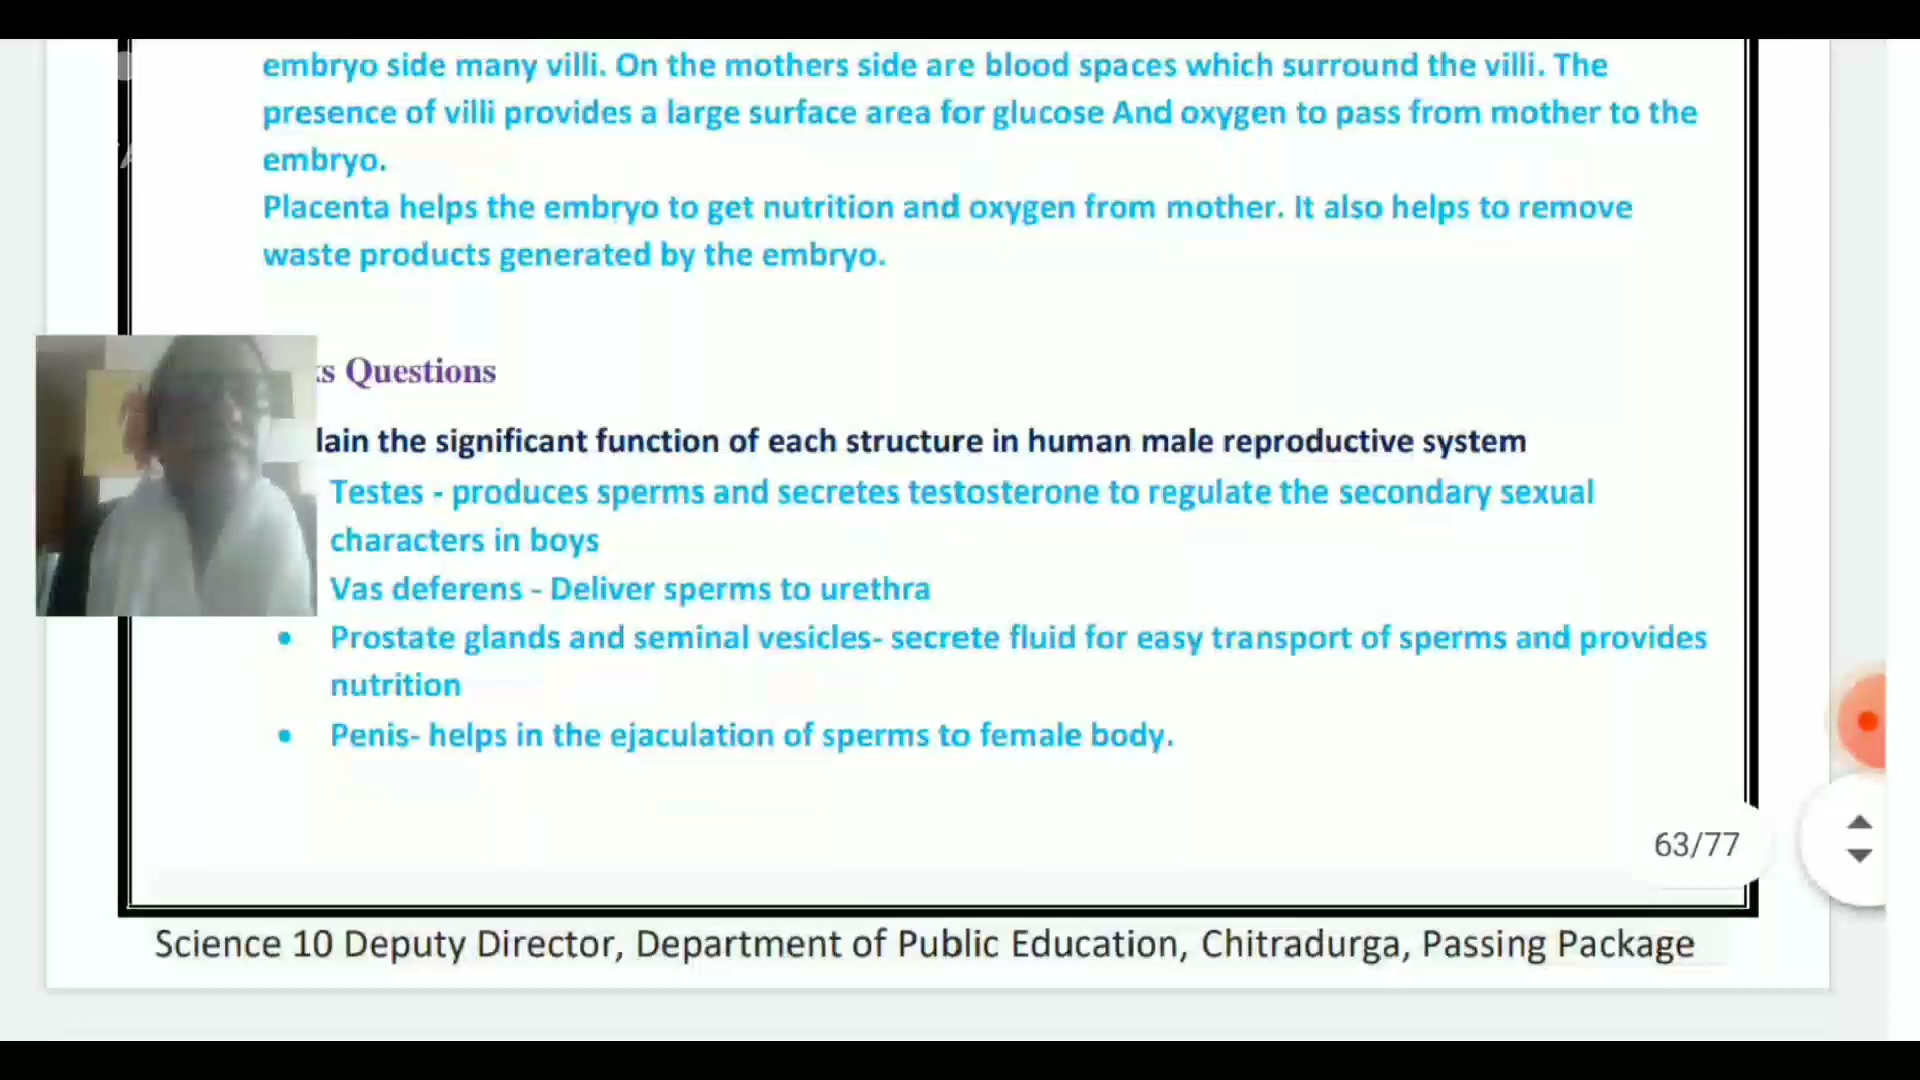 embryo side many villi. On the mothers side are blood spaces which surround the villi. The
presence of villi provides a large surface area for glucose And oxygen to pass from mother to the
embryo.
Placenta helps the embryo to get nutrition and oxygen from mother. It also helps to remove
waste products generated by the embryo.
s Questions
lain the significant function of each structure in human male reproductive system
Testes - produces sperms and secretes testosterone to regulate the secondary sexual
characters in boys
Vas deferens - Deliver sperms to urethra
• Prostate glands and seminal vesicles- secrete fluid for easy transport of sperms and provides
nutrition
• Penis- helps in the ejaculation of sperms to female body.
63/77
Science 10 Deputy Director, Department of Public Education, Chitradurga, Passing Package